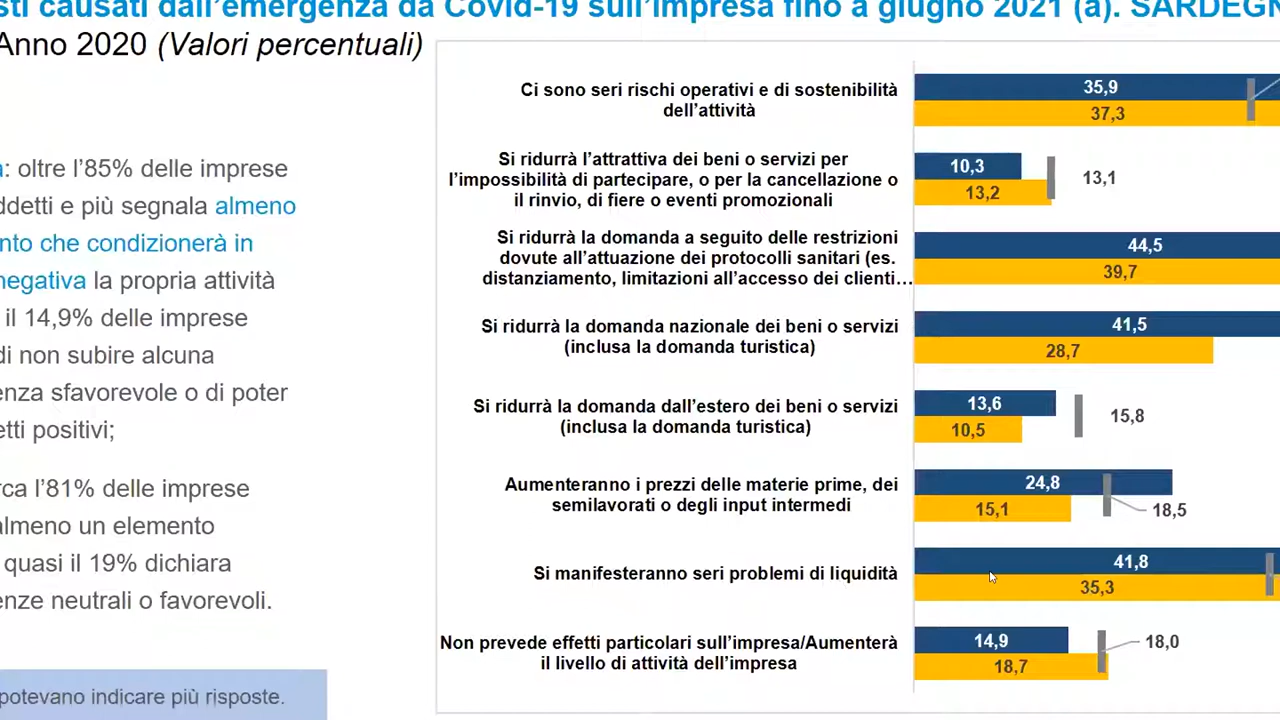 sti causati dall'emergenza da Covid-19 sull'impresa fino a giugno 2021 (a). SARDEGN
Anno 2020 (Valori percentuali)
a: oltre l'85% delle imprese
ddetti e più segnala almeno
nto che condizionerà in
negativa la propria attività
il 14,9% delle imprese
di non subire alcuna
enza sfavorevole o di poter
etti positivi;
rca l'81% delle imprese
almeno un elemento
quasi il 19% dichiara
enze neutrali o favorevoli.
potevano indicare più risposte.
Ci sono seri rischi operativi e di sostenibilità
dell'attività
35,9
37,3
Si ridurrà l'attrattiva dei beni o servizi per
l'impossibilità di partecipare, o per la cancellazione o
il rinvio, di fiere o eventi promozionali
10,3
13,2
13,1
Si ridurrà la domanda a seguito delle restrizioni
dovute all'attuazione dei protocolli sanitari (es.
distanziamento, limitazioni all'accesso dei clienti…
44,5
39,7
Si ridurrà la domanda nazionale dei beni o servizi
(inclusa la domanda turistica)
41,5
28,7
Si ridurrà la domanda dall'estero dei beni o servizi
(inclusa la domanda turistica)
13,6
10,5
15,8
Aumenteranno i prezzi delle materie prime, dei
semilavorati o degli input intermedi
24,8
15,1
18,5
Si manifesteranno seri problemi di liquidità
41,8
35,3
Non prevede effetti particolari sull'impresa/Aumenterà
il livello di attività dell'impresa
14,9
18,7
18,0